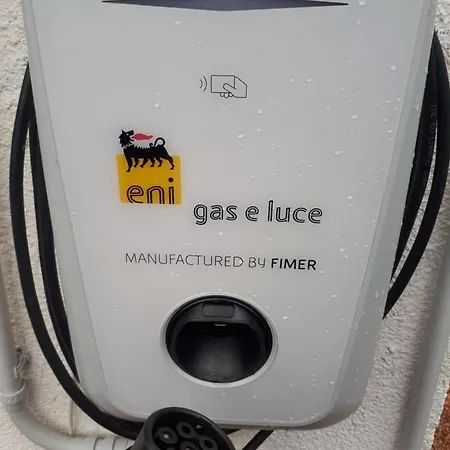 eni
gas e luce
MANUFACTURED BY FIMER